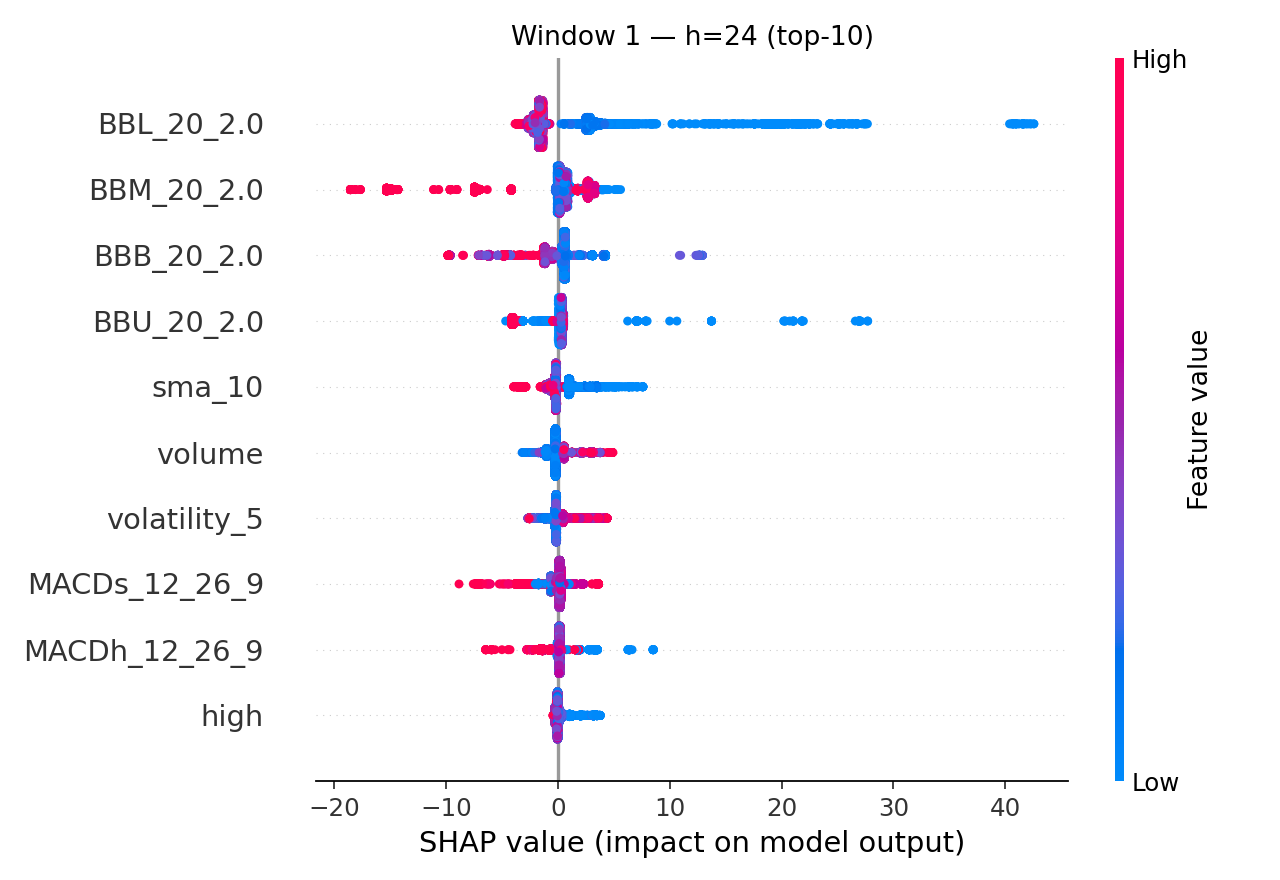 Window 1 — h=24 (top-10)
High
BBL_20_2.0
BBM_20_2.0
BBB_20_2.0
BBU_20_2.0
sma_10
volume
volatility_5
MACDs_12_26_9
MACDh_12_26_9
high
Feature value
Low
−20 −10 0 10 20 30 40
SHAP value (impact on model output)